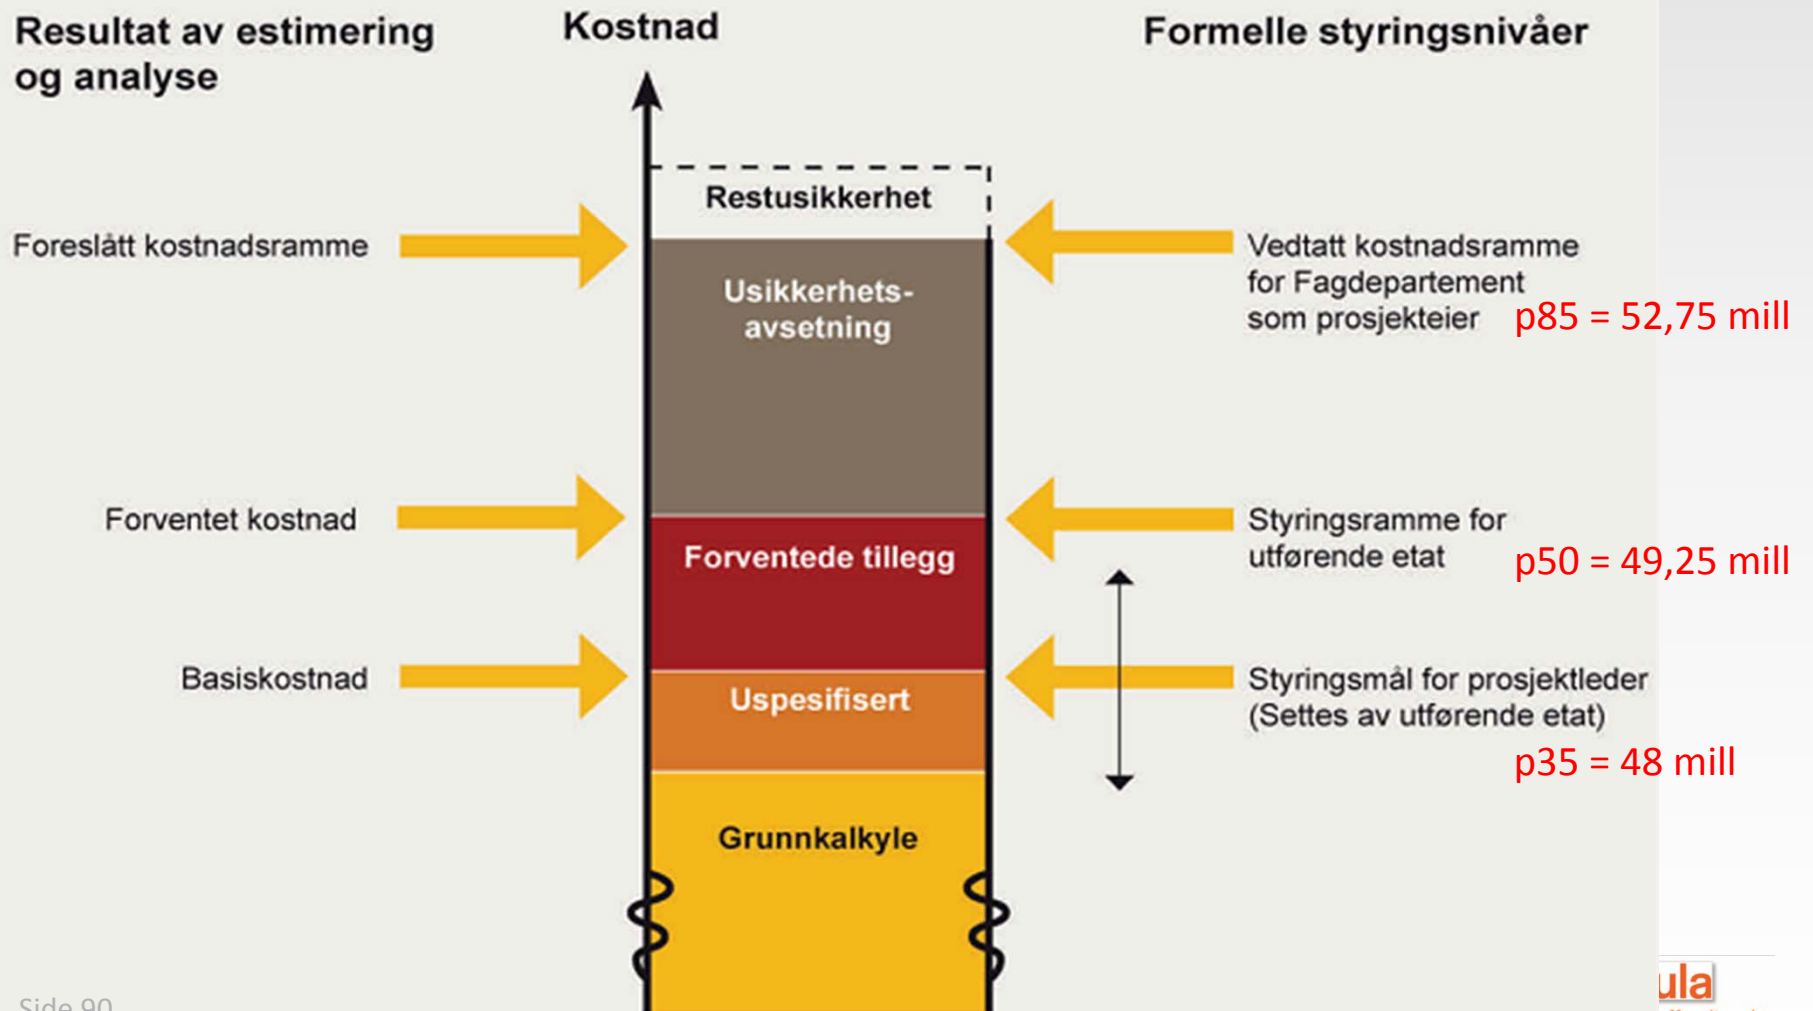 Resultat av estimering
og analyse
Kostnad
Formelle styringsnivåer
Restusikkerhet
Foreslått kostnadsramme
Vedtatt kostnadsramme
for Fagdepartement
som prosjekteier
p85 = 52,75 mill
Usikkerhets-
avsetning
Forventet kostnad
Styringsramme for
utførende etat
p50 = 49,25 mill
Forventede tillegg
Basiskostnad
Styringsmål for prosjektleder
(Settes av utførende etat)
p35 = 48 mill
Uspesifisert
Grunnkalkyle
Side 90
ula